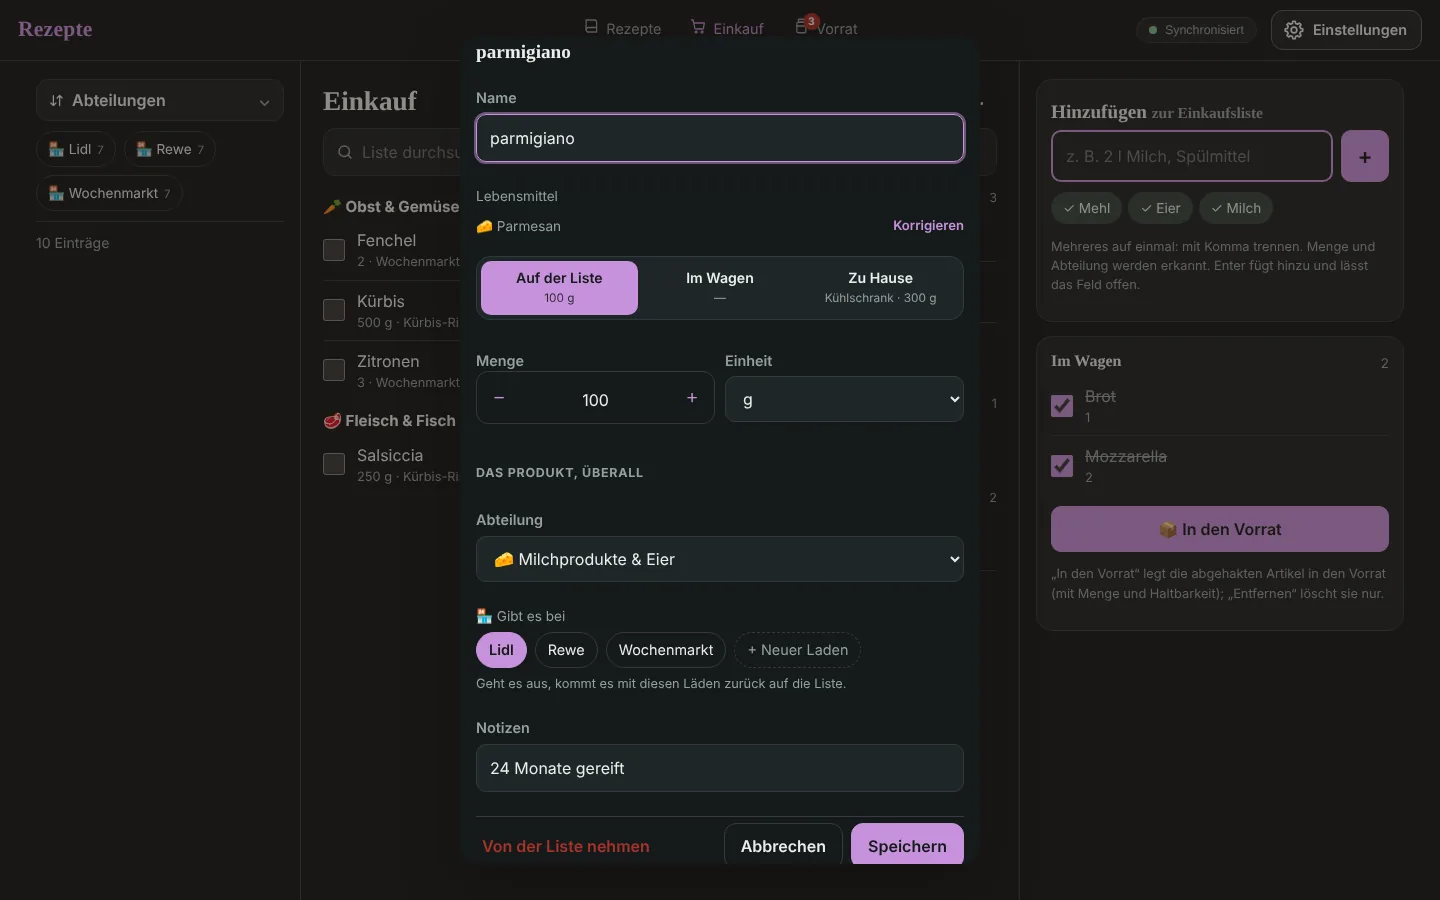 Rezepte
Rezepte
Einkauf
3
Vorrat
Synchronisiert
Einstellungen
Abteilungen
🏪 Lidl 7
🏪 Rewe 7
🏪 Wochenmarkt 7
10 Einträge
Einkauf
Liste durchsu
🥕 Obst & Gemüse
3
Fenchel
2 · Wochenmarkt
Kürbis
500 g · Kürbis-Ri
Zitronen
3 · Wochenmarkt
🥩 Fleisch & Fisch
1
Salsiccia
250 g · Kürbis-Ri
2
parmigiano
Name
parmigiano
Lebensmittel
🧀 Parmesan
Korrigieren
Auf der Liste
100 g
Im Wagen
—
Zu Hause
Kühlschrank · 300 g
Menge
− 100 +
Einheit
g
DAS PRODUKT, ÜBERALL
Abteilung
🧀 Milchprodukte & Eier
🏪 Gibt es bei
Lidl
Rewe
Wochenmarkt
+ Neuer Laden
Geht es aus, kommt es mit diesen Läden zurück auf die Liste.
Notizen
24 Monate gereift
Von der Liste nehmen
Abbrechen
Speichern
Hinzufügen zur Einkaufsliste
z. B. 2 l Milch, Spülmittel
+
✓ Mehl
✓ Eier
✓ Milch
Mehreres auf einmal: mit Komma trennen. Menge und
Abteilung werden erkannt. Enter fügt hinzu und lässt
das Feld offen.
Im Wagen
2
Brot
1
Mozzarella
2
📦 In den Vorrat
„In den Vorrat“ legt die abgehakten Artikel in den Vorrat
(mit Menge und Haltbarkeit); „Entfernen“ löscht sie nur.